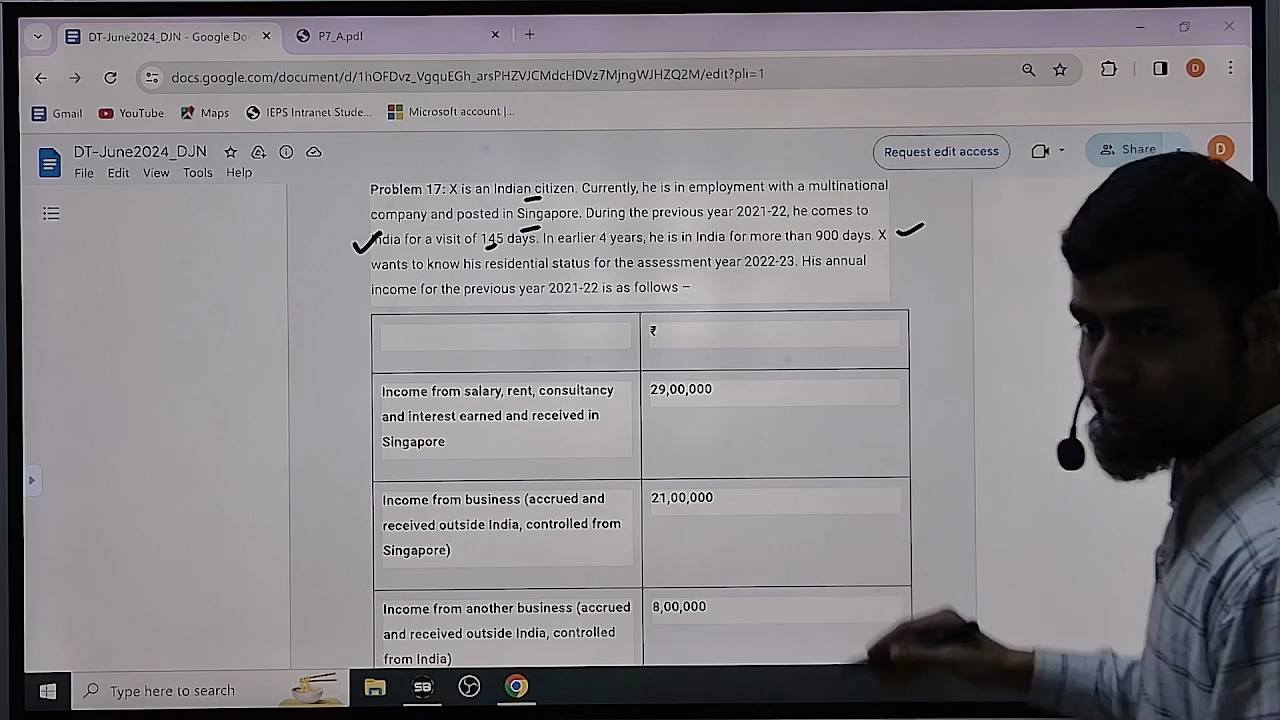 DT-June2024_DJN - Google Do
P7_A.pdf
docs.google.com/document/d/1hOFDvz_VgquEGh_arsPHZVJCMdcHDVz7MjngWJHZQ2M/edit?pli=1
Gmail
YouTube
Maps
IEPS Intranet Stude...
Microsoft account |...
DT-June2024_DJN
Request edit access
Share
D
D
File Edit View Tools Help
Problem 17: X is an Indian citizen. Currently, he is in employment with a multinational
company and posted in Singapore. During the previous year 2021-22, he comes to
India for a visit of 145 days. In earlier 4 years, he is in India for more than 900 days. X
wants to know his residential status for the assessment year 2022-23. His annual
income for the previous year 2021-22 is as follows –
₹
Income from salary, rent, consultancy
and interest earned and received in
Singapore
29,00,000
Income from business (accrued and
received outside India, controlled from
Singapore)
21,00,000
Income from another business (accrued
and received outside India, controlled
from India)
8,00,000
Type here to search
SB